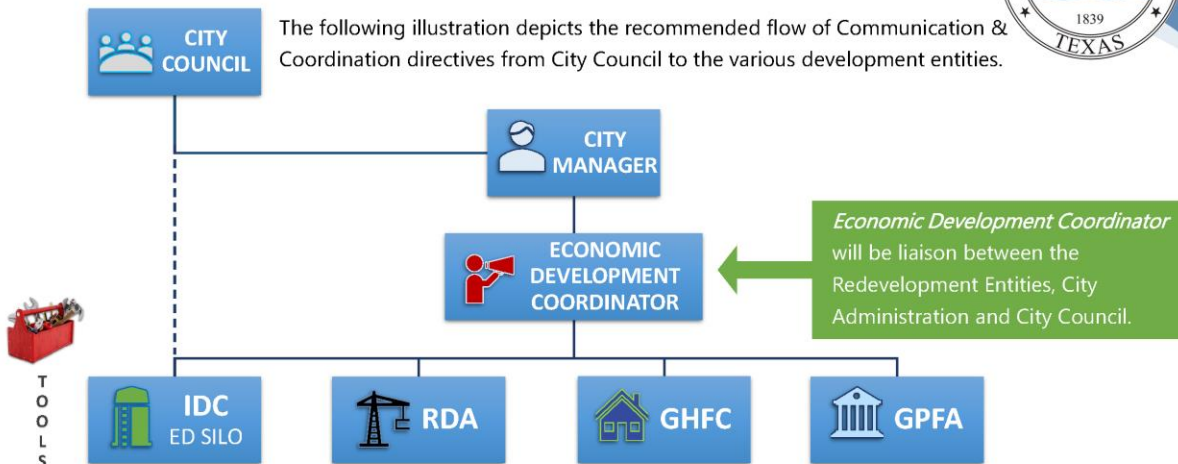 1839
TEXAS
The following illustration depicts the recommended flow of Communication &
Coordination directives from City Council to the various development entities.
CITY
COUNCIL
CITY
MANAGER
ECONOMIC
DEVELOPMENT
COORDINATOR
Economic Development Coordinator
will be liaison between the
Redevelopment Entities, City
Administration and City Council.
TOOLS
IDC
ED SILO
RDA
GHFC
GPFA